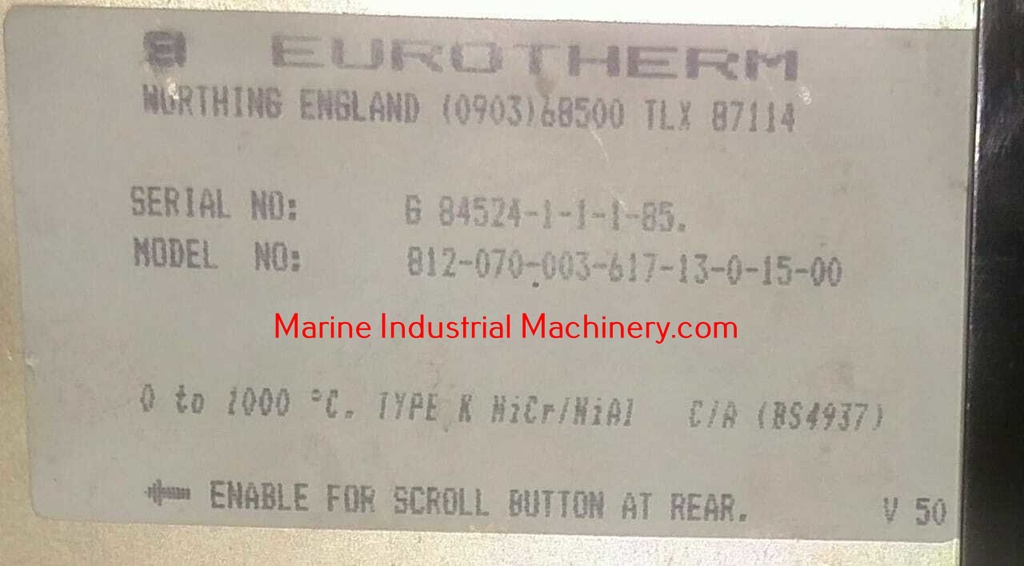 EUROTHERM
WORTHING ENGLAND (0903)68500 TLX 87114
SERIAL NO: G 84524-1-1-1-85.
MODEL NO: 812-070-003-617-13-0-15-00
Marine Industrial Machinery.com
0 to 1000 °C. TYPE K NiCr/NiAl C/A (BS4937)
ENABLE FOR SCROLL BUTTON AT REAR. V 50